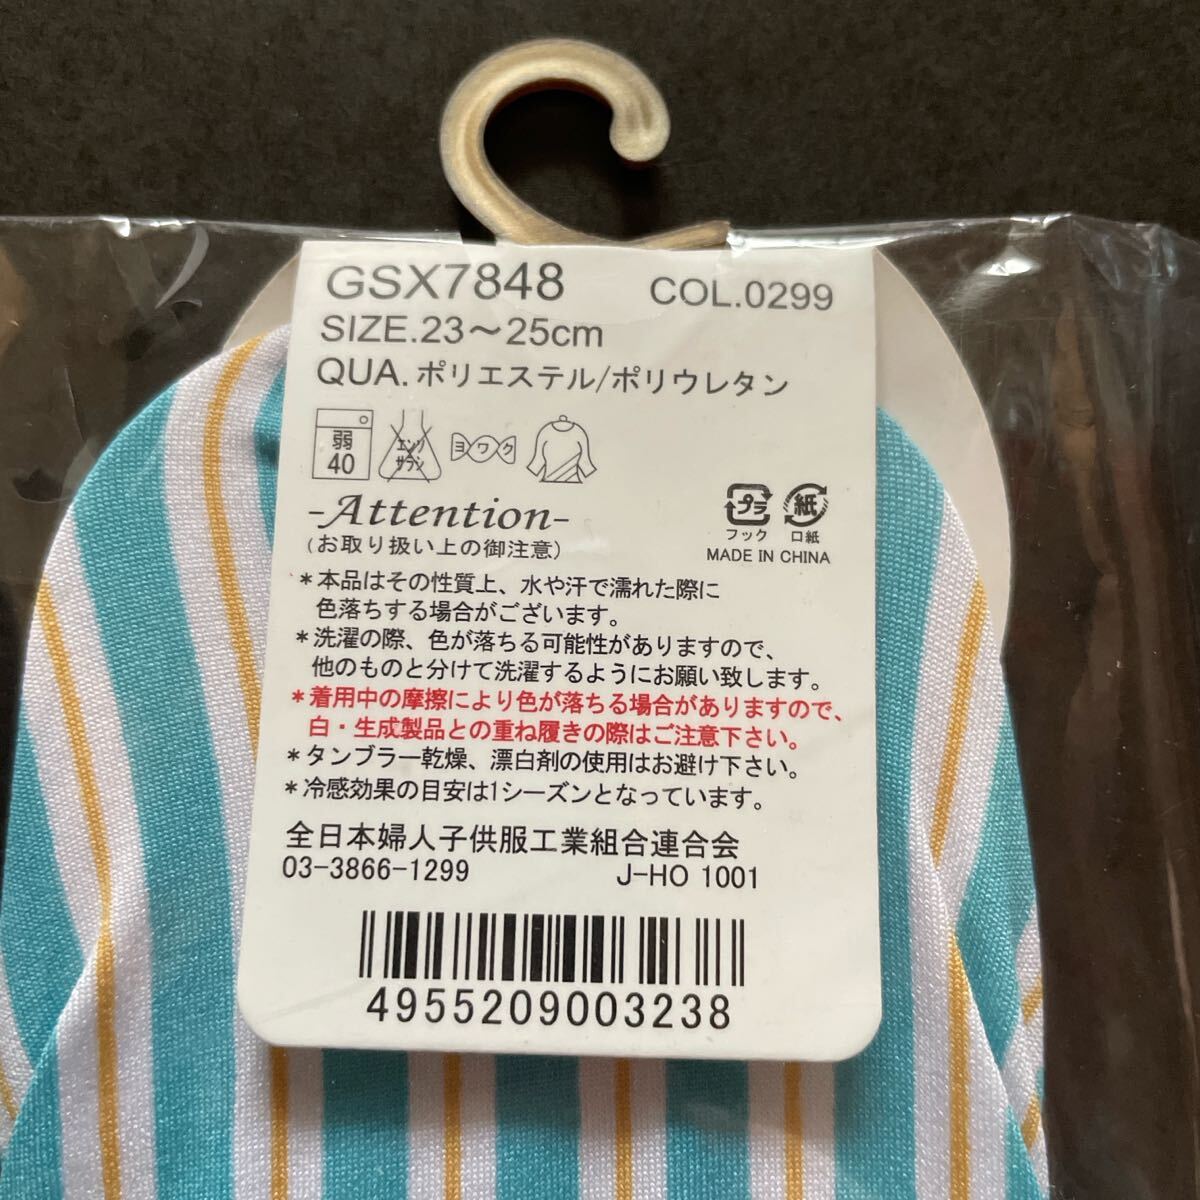 GSX7848 COL.0299
SIZE.23～25cm
QUA.ポリエステル/ポリウレタン
弱
40
エンソ
サラシ
ヨワク
-Attention-
(お取り扱い上の御注意)
プラ
フック
紙
口紙
MADE IN CHINA
＊本品はその性質上、水や汗で濡れた際に
色落ちする場合がございます。
＊洗濯の際、色が落ちる可能性がありますので、
他のものと分けて洗濯するようにお願い致します。
＊着用中の摩擦により色が落ちる場合がありますので、
白・生成製品との重ね履きの際はご注意下さい。
＊タンブラー乾燥、漂白剤の使用はお避け下さい。
＊冷感効果の目安は1シーズンとなっています。
全日本婦人子供服工業組合連合会
03-3866-1299 J-HO 1001
4955209003238